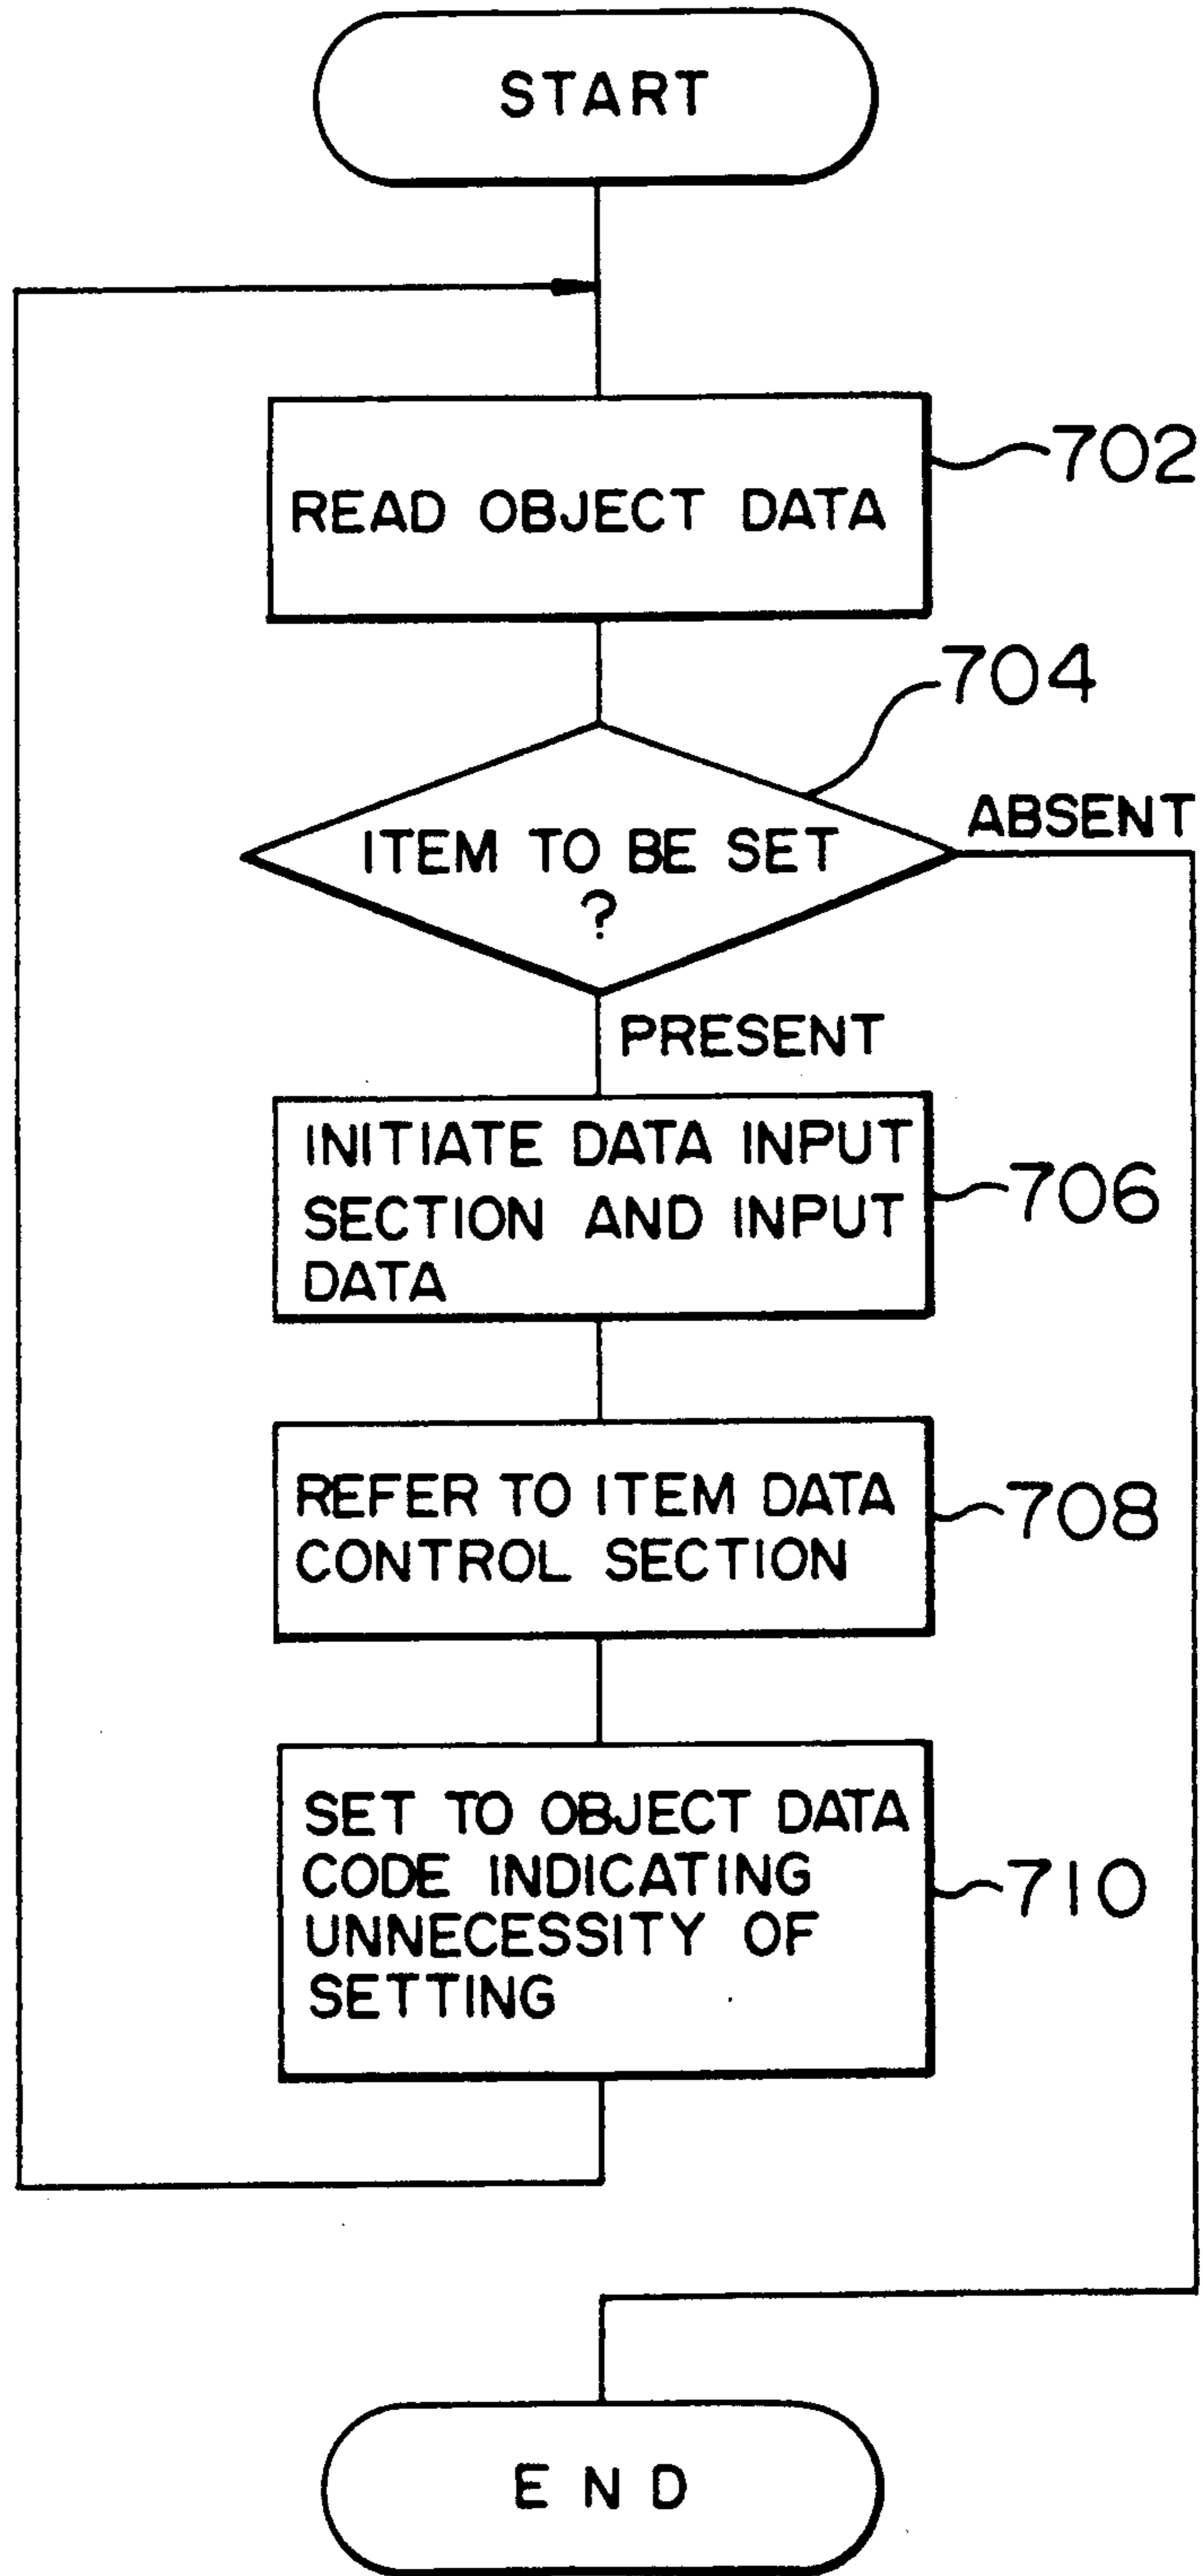 START
READ OBJECT DATA
702
704
ITEM TO BE SET
?
ABSENT
PRESENT
INITIATE DATA INPUT
SECTION AND INPUT
DATA
706
REFER TO ITEM DATA
CONTROL SECTION
708
SET TO OBJECT DATA
CODE INDICATING
UNNECESSITY OF
SETTING
710
END